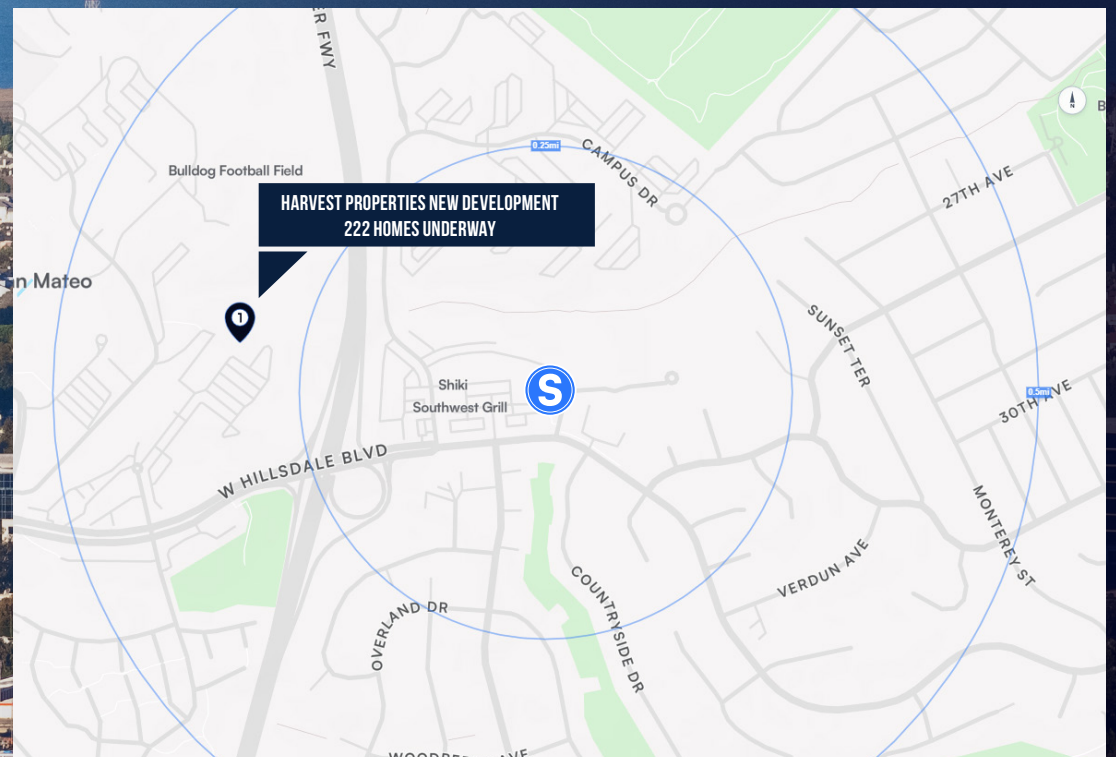 ER FWY
0.25mi
CAMPUS DR
N
B
Bulldog Football Field
27TH AVE
HARVEST PROPERTIES NEW DEVELOPMENT
222 HOMES UNDERWAY
n Mateo
1
SUNSET TER
Shiki
S
0.5mi
30TH AVE
Southwest Grill
W HILLSDALE BLVD
MONTEREY ST
VERDUN AVE
COUNTRYSIDE DR
OVERLAND DR